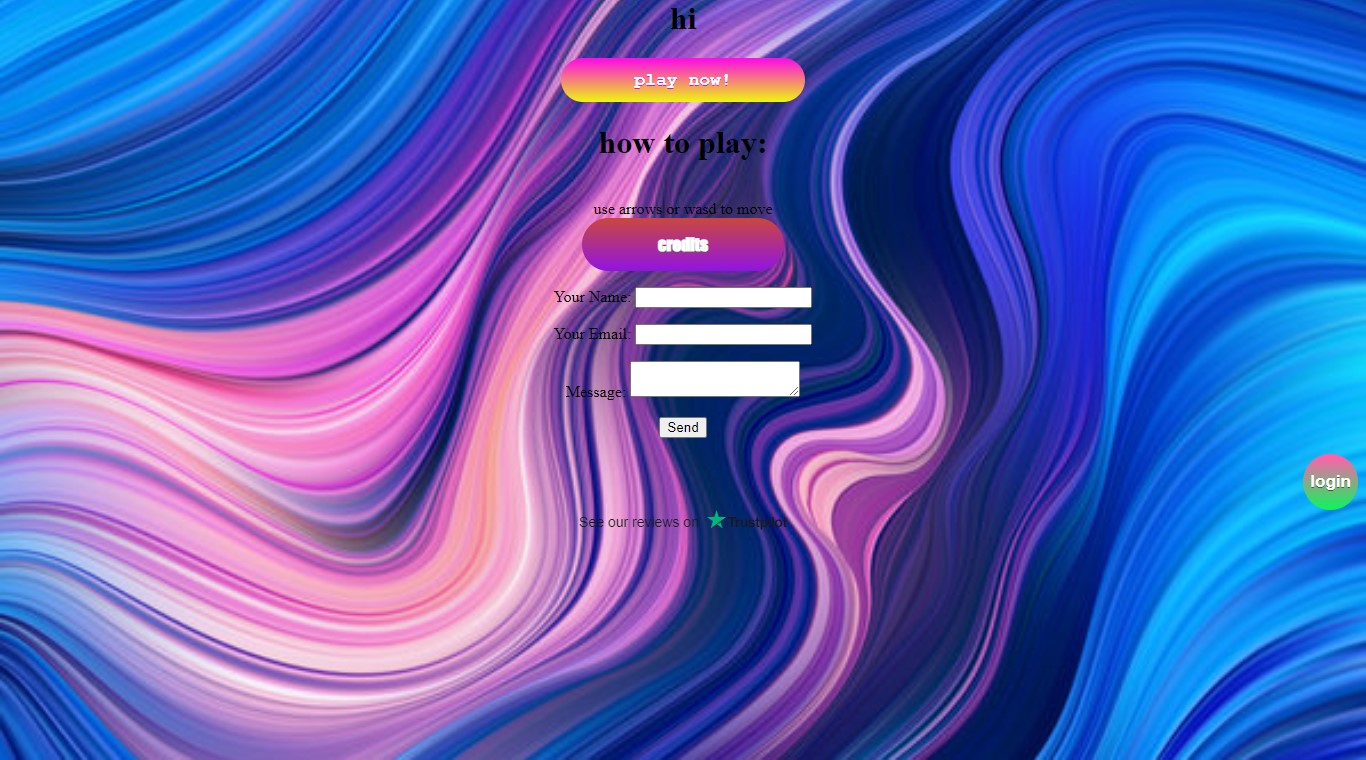 hi
play now!
how to play:
use arrows or wasd to move
credits
Your Name:
Your Email:
Message:
Send
login
See our reviews on Trustpilot